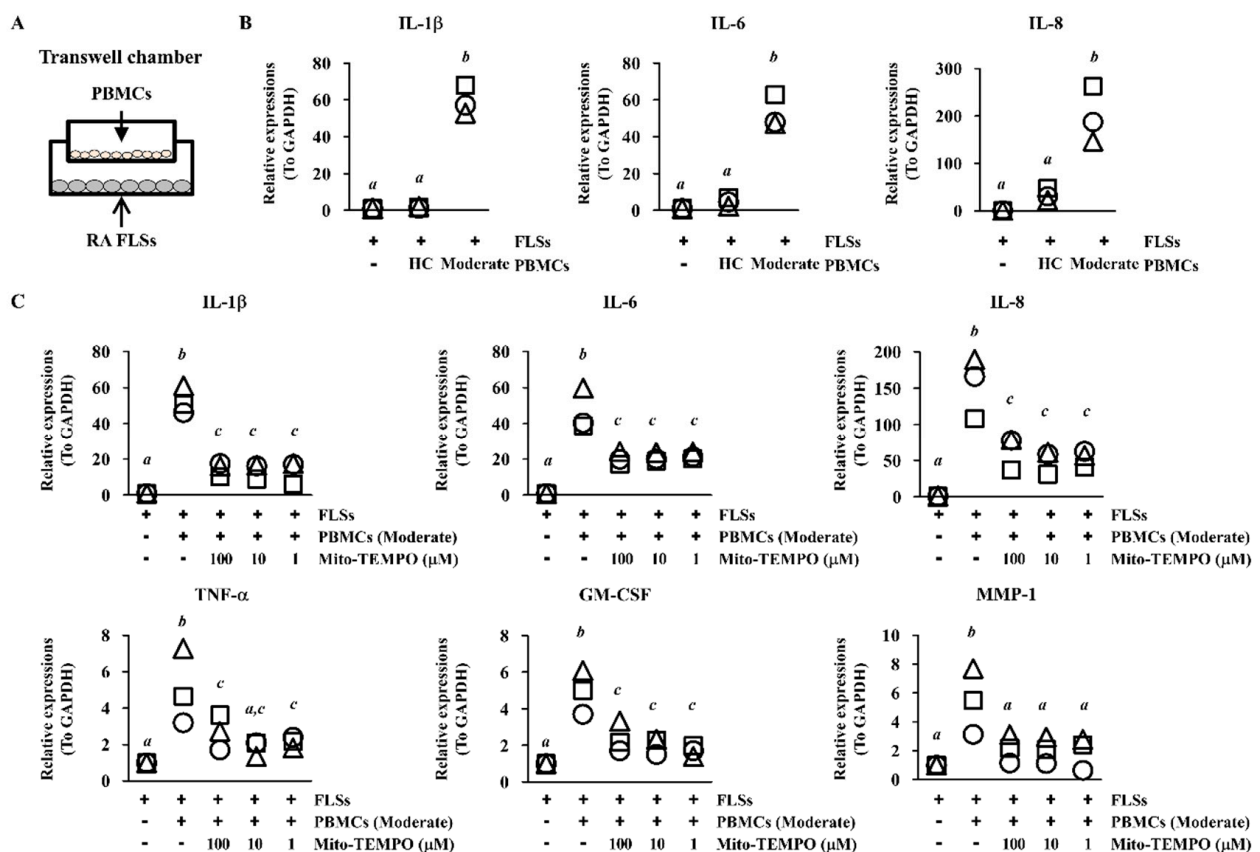 A
Transwell chamber
PBMCs
RA FLSs
B
IL-1β
Relative expressions
(To GAPDH)
80
60
40
20
0
a
a
b
+ + + FLSs
- HC Moderate PBMCs
IL-6
Relative expressions
(To GAPDH)
80
60
40
20
0
a
a
b
+ + + FLSs
- HC Moderate PBMCs
IL-8
Relative expressions
(To GAPDH)
300
200
100
0
a
a
b
+ + + FLSs
- HC Moderate PBMCs
C
IL-1β
Relative expressions
(To GAPDH)
80
60
40
20
0
a
b
c
c
c
+ + + + + FLSs
- + + + + PBMCs (Moderate)
- - 100 10 1 Mito-TEMPO (μM)
IL-6
Relative expressions
(To GAPDH)
80
60
40
20
0
a
b
c
c
c
+ + + + + FLSs
- + + + + PBMCs (Moderate)
- - 100 10 1 Mito-TEMPO (μM)
IL-8
Relative expressions
(To GAPDH)
200
150
100
50
0
a
b
c
c
c
+ + + + + FLSs
- + + + + PBMCs (Moderate)
- - 100 10 1 Mito-TEMPO (μM)
TNF-α
Relative expressions
(To GAPDH)
8
6
4
2
0
a
b
c
a,c
c
+ + + + + FLSs
- + + + + PBMCs (Moderate)
- - 100 10 1 Mito-TEMPO (μM)
GM-CSF
Relative expressions
(To GAPDH)
8
6
4
2
0
a
b
c
c
c
+ + + + + FLSs
- + + + + PBMCs (Moderate)
- - 100 10 1 Mito-TEMPO (μM)
MMP-1
Relative expressions
(To GAPDH)
10
8
6
4
2
0
a
b
a
a
a
+ + + + + FLSs
- + + + + PBMCs (Moderate)
- - 100 10 1 Mito-TEMPO (μM)